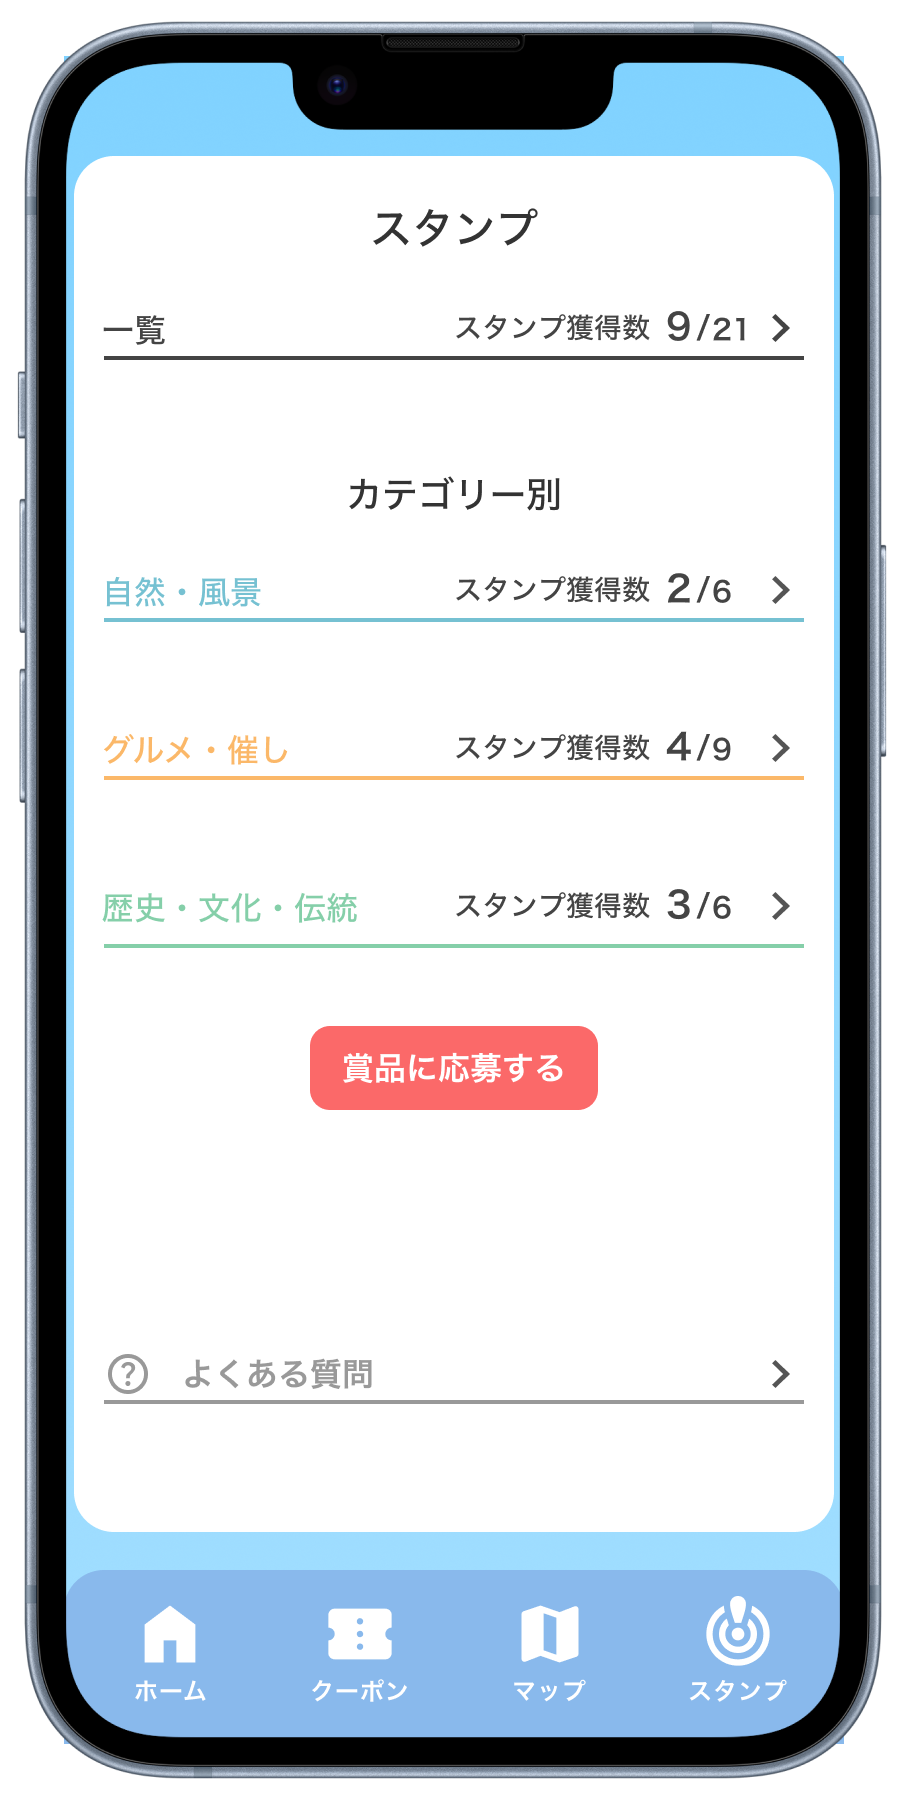 スタンプ
一覧 スタンプ獲得数 9/21
カテゴリー別
自然・風景 スタンプ獲得数 2/6
グルメ・催し スタンプ獲得数 4/9
歴史・文化・伝統 スタンプ獲得数 3/6
賞品に応募する
? よくある質問
ホーム クーポン マップ スタンプ